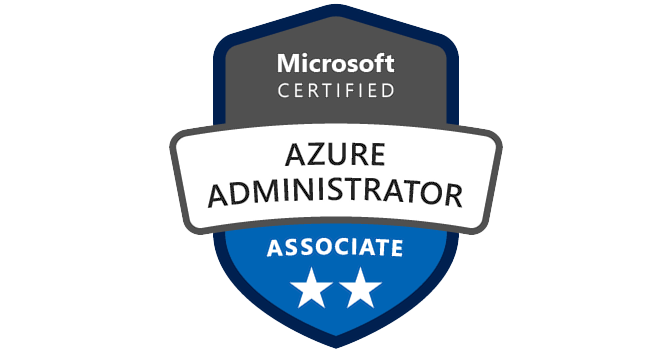 Microsoft
CERTIFIED
AZURE
ADMINISTRATOR
ASSOCIATE